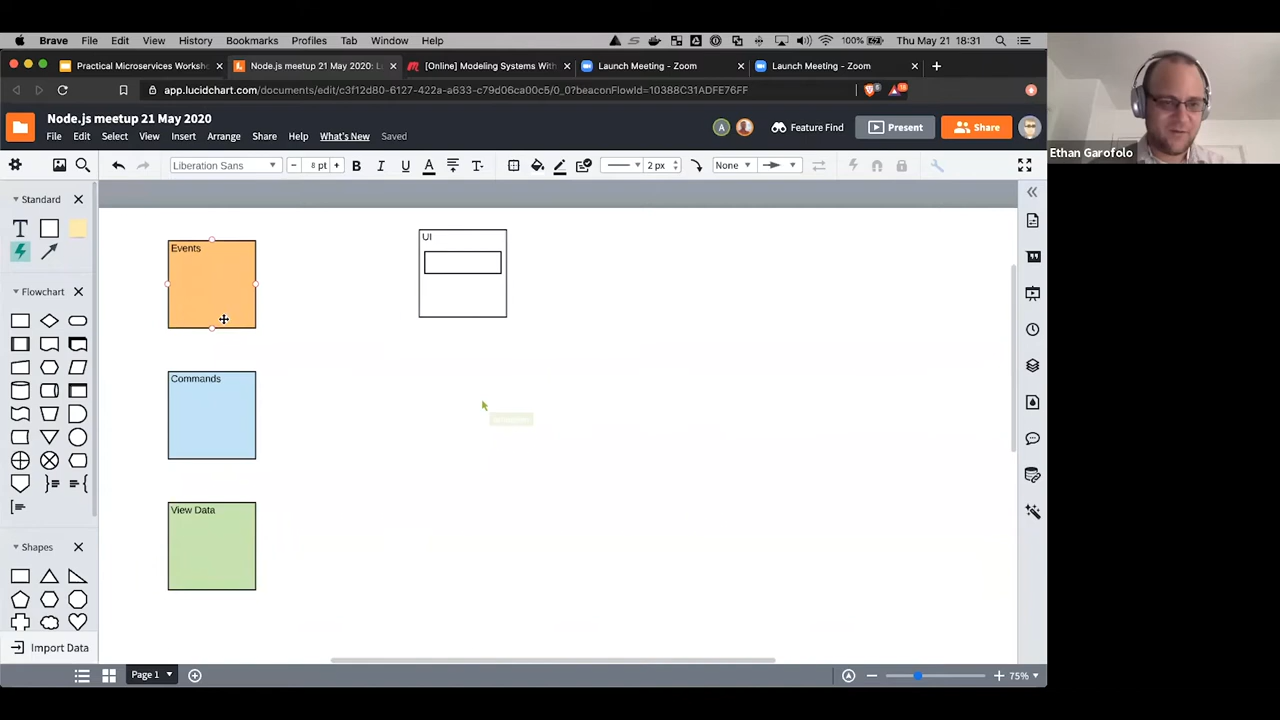 Brave File Edit View History Bookmarks Profiles Tab Window Help 100% Thu May 21 18:31
Practical Microservices Worksho
Node.js meetup 21 May 2020: L
[Online] Modeling Systems With
Launch Meeting - Zoom
Launch Meeting - Zoom
app.lucidchart.com/documents/edit/c3f12d80-6127-422a-a633-c79d06ca00c5/0_0?beaconFlowId=10388C31ADFE76FF
Node.js meetup 21 May 2020
File Edit Select View Insert Arrange Share Help What's New Saved
A Feature Find Present Share
Liberation Sans 8 pt B I U A T 2 px None
Standard
Flowchart
Shapes
Import Data
Events
Commands
View Data
UI
Page 1
75%
Ethan Garofolo